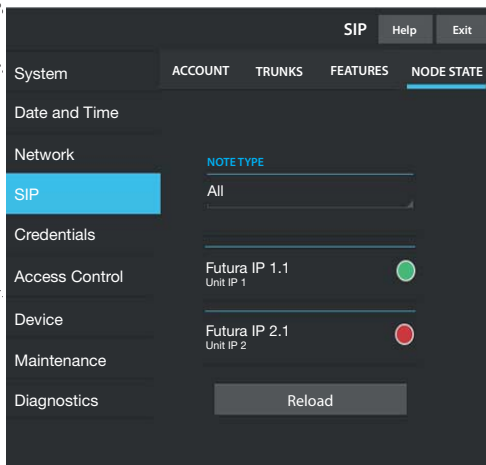 SIP Help Exit
System
Date and Time
Network
SIP
Credentials
Access Control
Device
Maintenance
Diagnostics
ACCOUNT TRUNKS FEATURES NODE STATE
NOTE TYPE
All
Futura IP 1.1
Unit IP 1
Futura IP 2.1
Unit IP 2
Reload